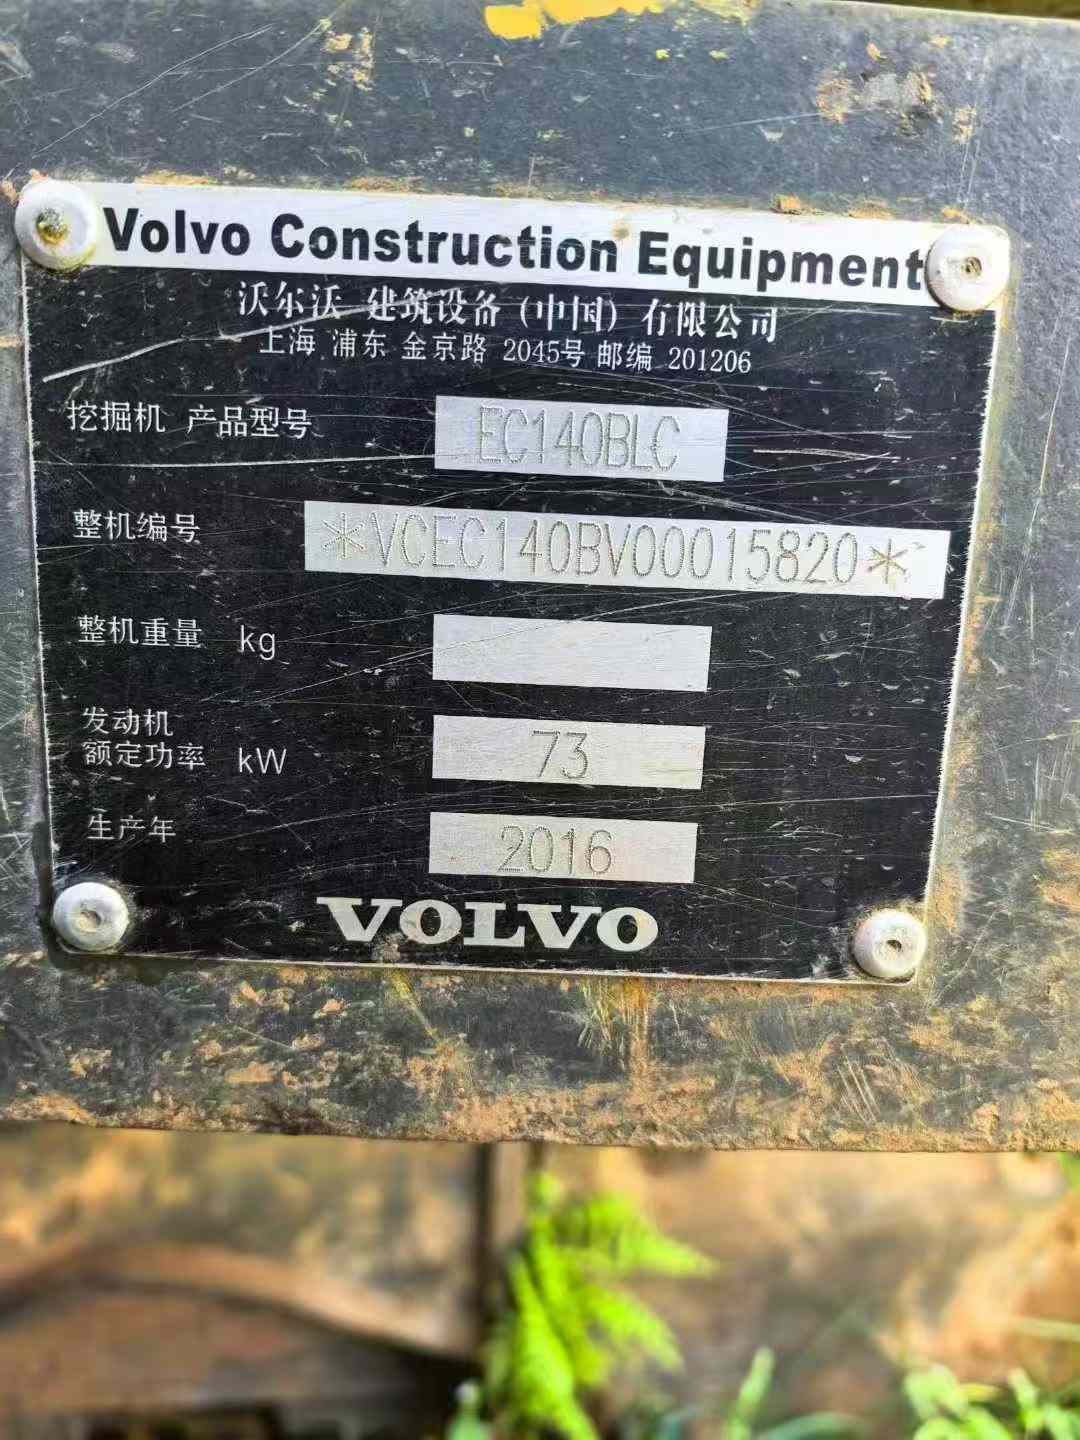 Volvo Construction Equipment
沃尔沃 建筑设备 (中国) 有限公司
上海 浦东 金京路 2045号 邮编 201206
挖掘机 产品型号 EC140BLC
整机编号 *VCEC140BV00015820*
整机重量 kg
发动机
额定功率 kW 73
生产年 2016
VOLVO